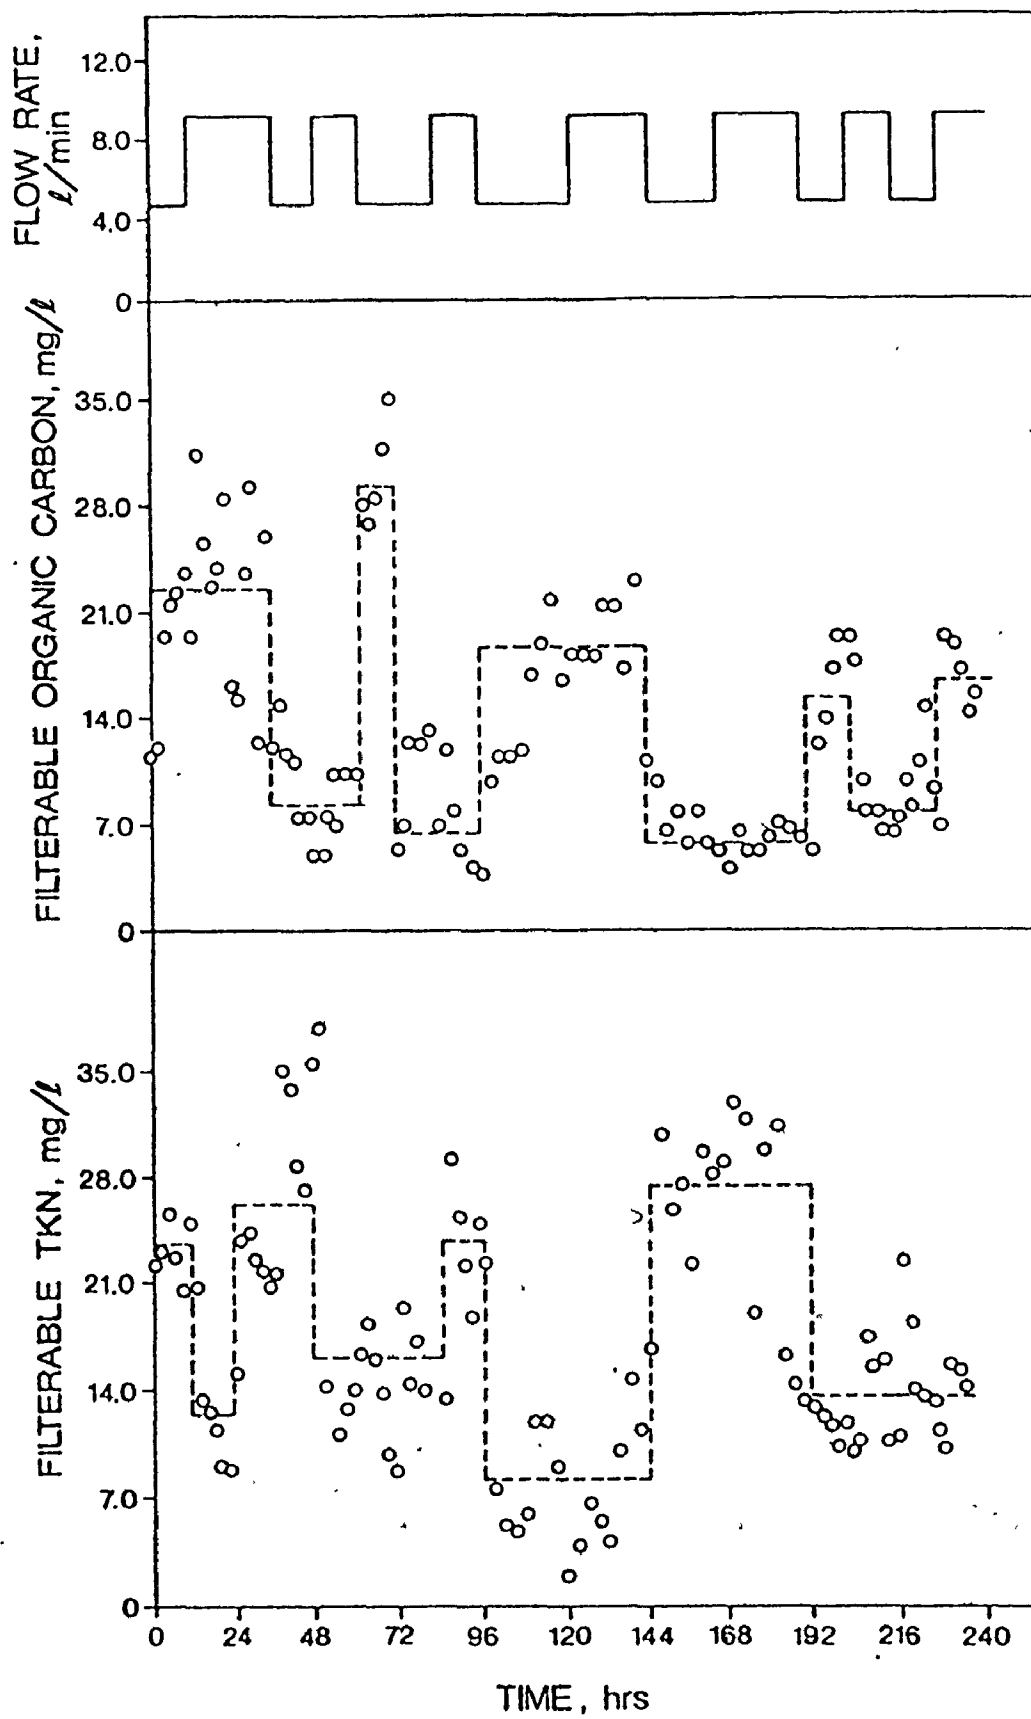 FLOW RATE,
ℓ/min
12.0
8.0
4.0
0
FILTERABLE ORGANIC CARBON, mg/ℓ
35.0
28.0
21.0
14.0
7.0
0
FILTERABLE TKN, mg/ℓ
35.0
28.0
21.0
14.0
7.0
0
0 24 48 72 96 120 144 168 192 216 240
TIME, hrs